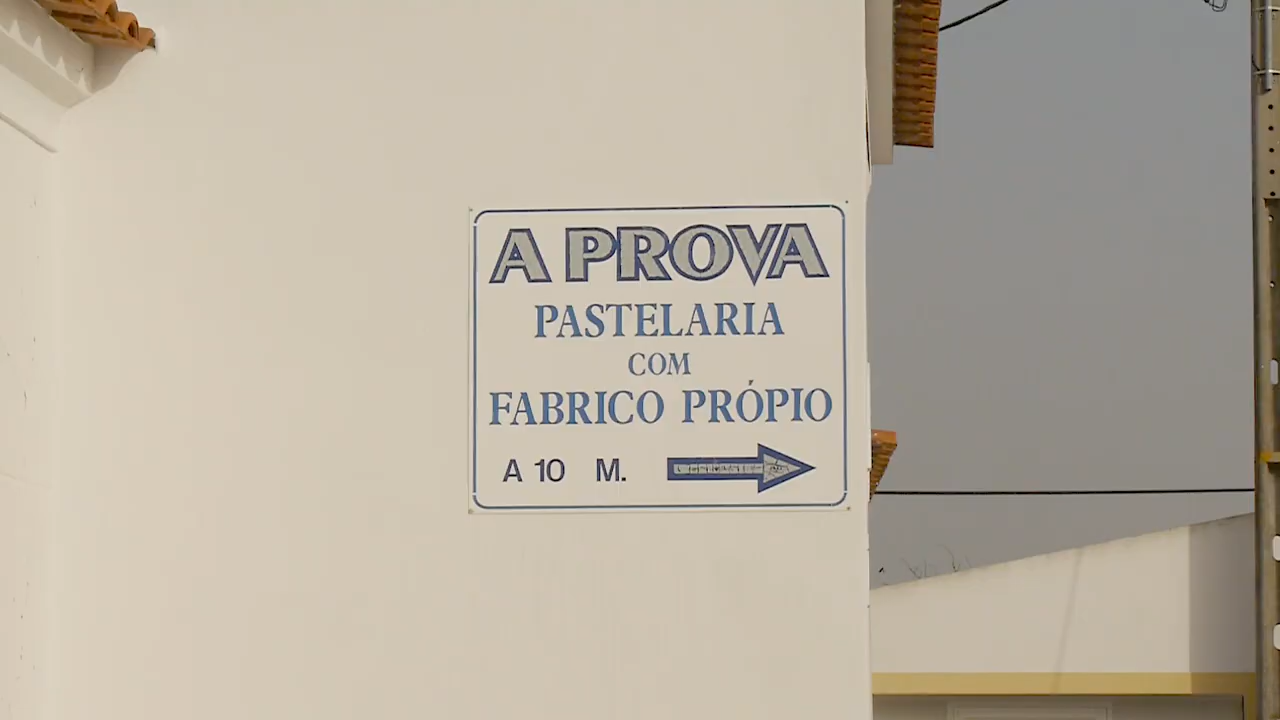 A PROVA
PASTELARIA
COM
FABRICO PRÓPIO
A 10 M.